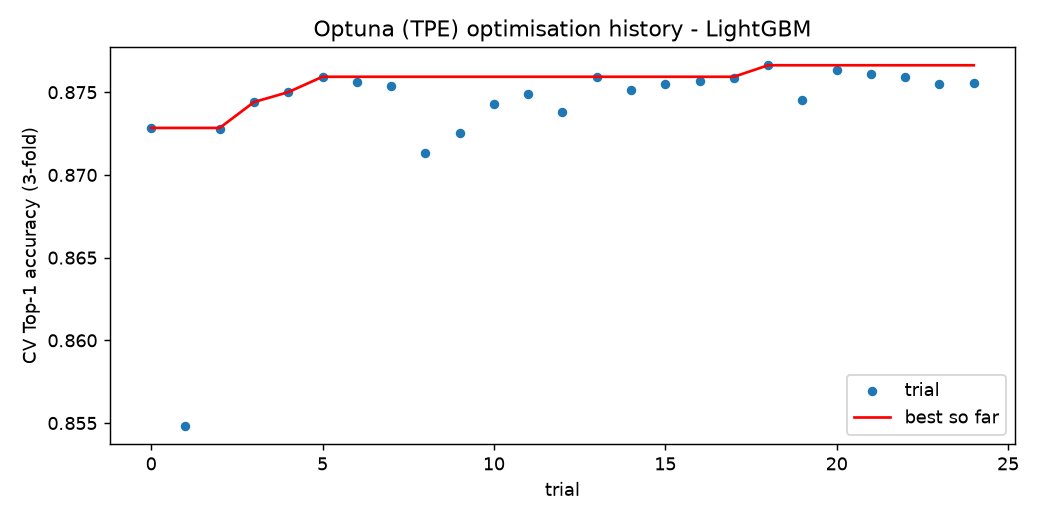 Optuna (TPE) optimisation history - LightGBM
CV Top-1 accuracy (3-fold)
0.875
0.870
0.865
0.860
0.855
trial
best so far
0 5 10 15 20 25
trial